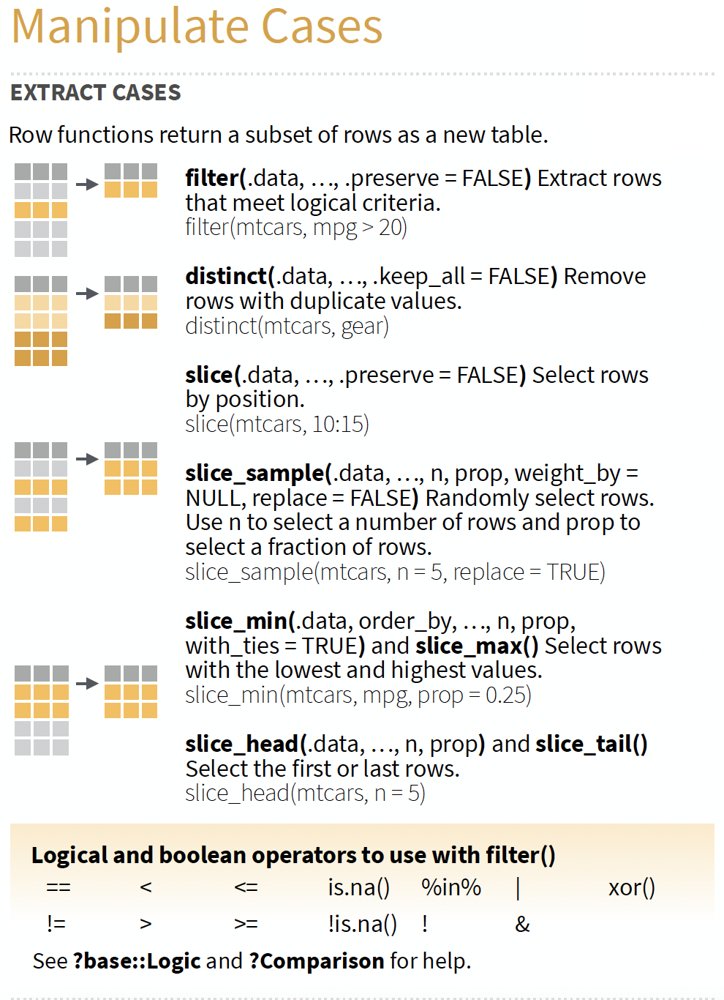 Manipulate Cases
EXTRACT CASES
Row functions return a subset of rows as a new table.
filter(.data, …, .preserve = FALSE) Extract rows
that meet logical criteria.
filter(mtcars, mpg > 20)
distinct(.data, …, .keep_all = FALSE) Remove
rows with duplicate values.
distinct(mtcars, gear)
slice(.data, …, .preserve = FALSE) Select rows
by position.
slice(mtcars, 10:15)
slice_sample(.data, …, n, prop, weight_by =
NULL, replace = FALSE) Randomly select rows.
Use n to select a number of rows and prop to
select a fraction of rows.
slice_sample(mtcars, n = 5, replace = TRUE)
slice_min(.data, order_by, …, n, prop,
with_ties = TRUE) and slice_max() Select rows
with the lowest and highest values.
slice_min(mtcars, mpg, prop = 0.25)
slice_head(.data, …, n, prop) and slice_tail()
Select the first or last rows.
slice_head(mtcars, n = 5)
Logical and boolean operators to use with filter()
== < <= is.na() %in% | xor()
!= > >= !is.na() ! &
See ?base::Logic and ?Comparison for help.